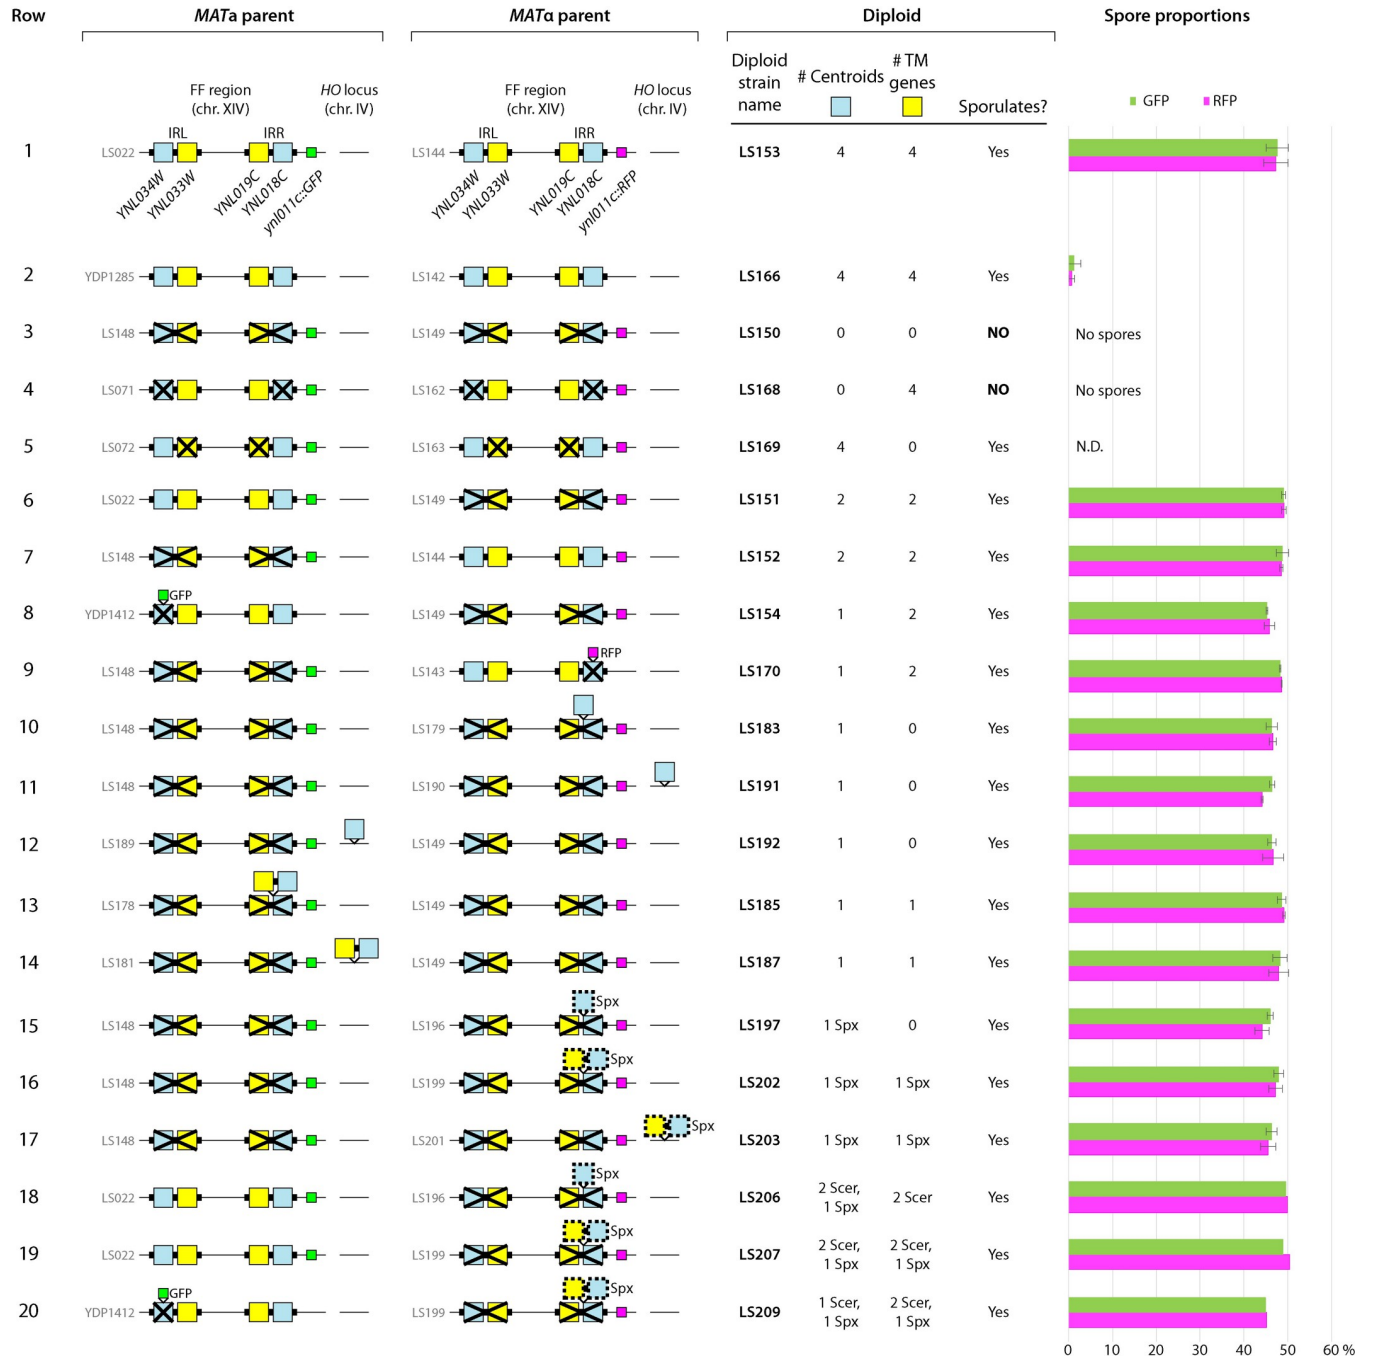 Row
MATa parent
MATα parent
Diploid
Spore proportions
FF region
(chr. XIV)
HO locus
(chr. IV)
FF region
(chr. XIV)
HO locus
(chr. IV)
Diploid
strain
name
# Centroids
# TM
genes
Sporulates?
GFP
RFP
IRL
IRR
IRL
IRR
1 LS022 LS144 LS153 4 4 Yes
YNL034W
YNL033W
YNL019C
YNL018C
ynl011c::GFP
YNL034W
YNL033W
YNL019C
YNL018C
ynl011c::RFP
2 YDP1285 LS142 LS166 4 4 Yes
3 LS148 LS149 LS150 0 0 NO No spores
4 LS071 LS162 LS168 0 4 NO No spores
5 LS072 LS163 LS169 4 0 Yes N.D.
6 LS022 LS149 LS151 2 2 Yes
7 LS148 LS144 LS152 2 2 Yes
GFP
8 YDP1412 LS149 LS154 1 2 Yes
RFP
9 LS148 LS143 LS170 1 2 Yes
10 LS148 LS179 LS183 1 0 Yes
11 LS148 LS190 LS191 1 0 Yes
12 LS189 LS149 LS192 1 0 Yes
13 LS178 LS149 LS185 1 1 Yes
14 LS181 LS149 LS187 1 1 Yes
Spx
15 LS148 LS196 LS197 1 Spx 0 Yes
Spx
16 LS148 LS199 LS202 1 Spx 1 Spx Yes
Spx
17 LS148 LS201 LS203 1 Spx 1 Spx Yes
Spx
18 LS022 LS196 LS206 2 Scer, 1 Spx 2 Scer Yes
Spx
19 LS022 LS199 LS207 2 Scer, 1 Spx 2 Scer, 1 Spx Yes
GFP
Spx
20 YDP1412 LS199 LS209 1 Scer, 1 Spx 2 Scer, 1 Spx Yes
0 10 20 30 40 50 60 %